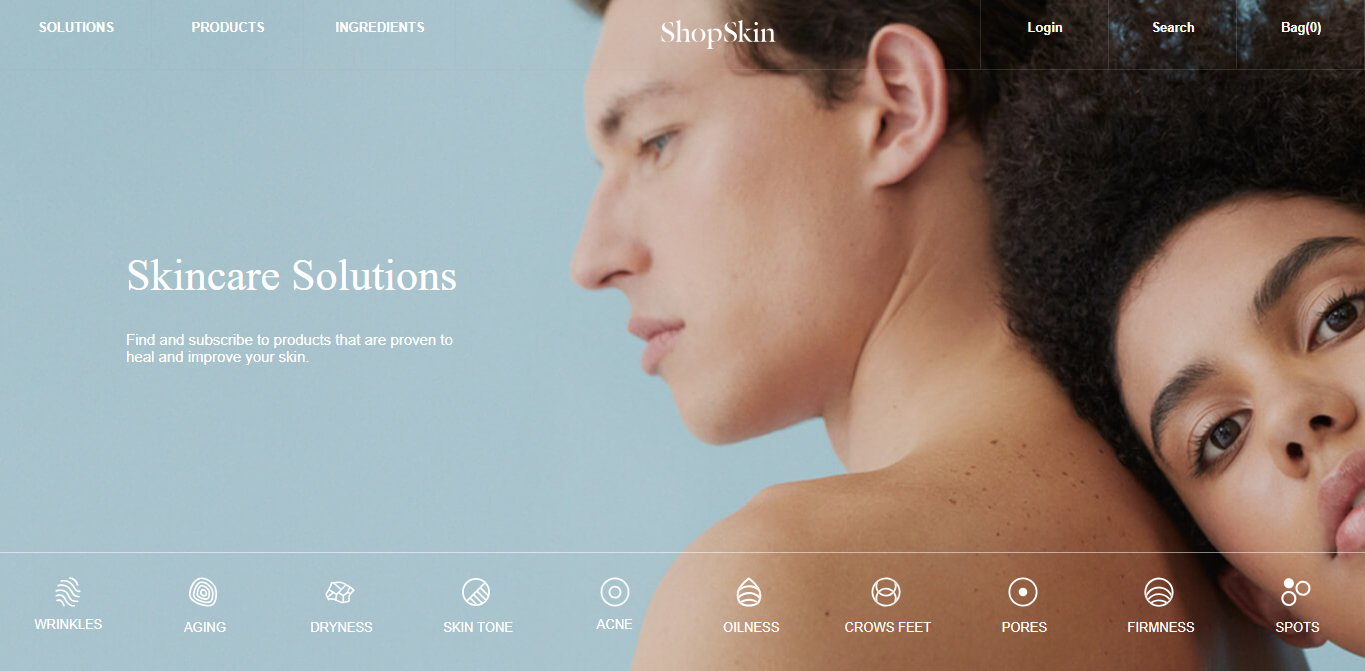 SOLUTIONS
PRODUCTS
INGREDIENTS
ShopSkin
Login
Search
Bag(0)
Skincare Solutions
Find and subscribe to products that are proven to
heal and improve your skin.
WRINKLES
AGING
DRYNESS
SKIN TONE
ACNE
OILNESS
CROWS FEET
PORES
FIRMNESS
SPOTS